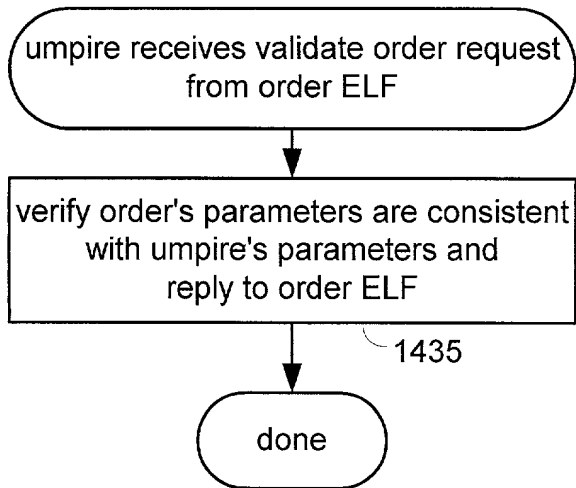 umpire receives validate order request
from order ELF
verify order's parameters are consistent
with umpire's parameters and
reply to order ELF
1435
done